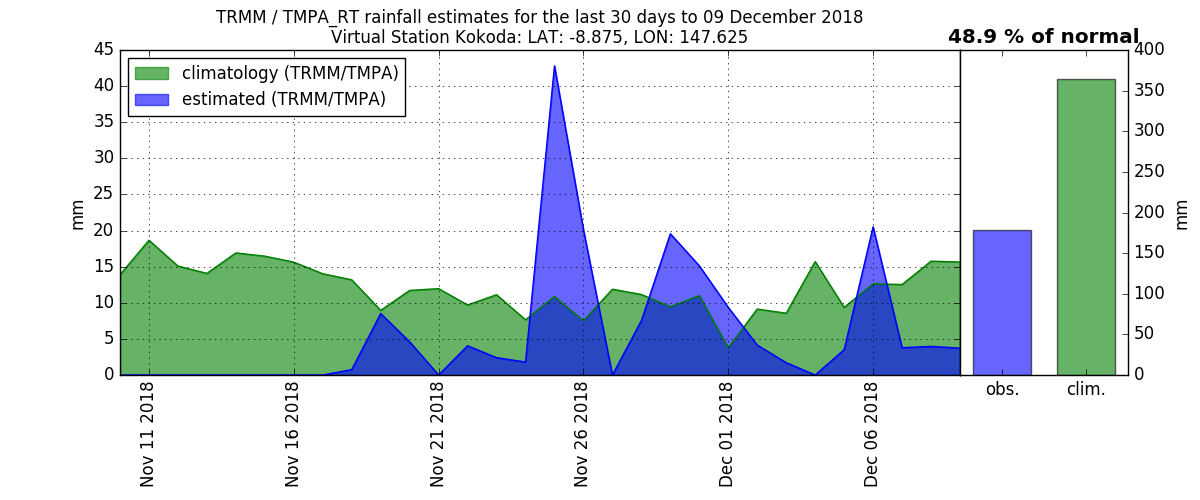 TRMM / TMPA_RT rainfall estimates for the last 30 days to 09 December 2018
Virtual Station Kokoda: LAT: -8.875, LON: 147.625
48.9 % of normal
climatology (TRMM/TMPA)
estimated (TRMM/TMPA)
mm
45
40
35
30
25
20
15
10
5
0
Nov 11 2018
Nov 16 2018
Nov 21 2018
Nov 26 2018
Dec 01 2018
Dec 06 2018
400
350
300
250
200
150
100
50
0
mm
obs.
clim.